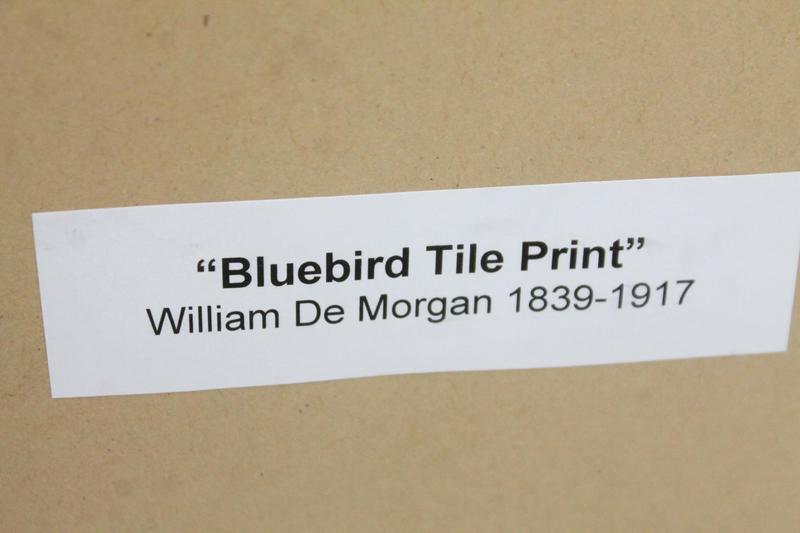 “Bluebird Tile Print”
William De Morgan 1839-1917